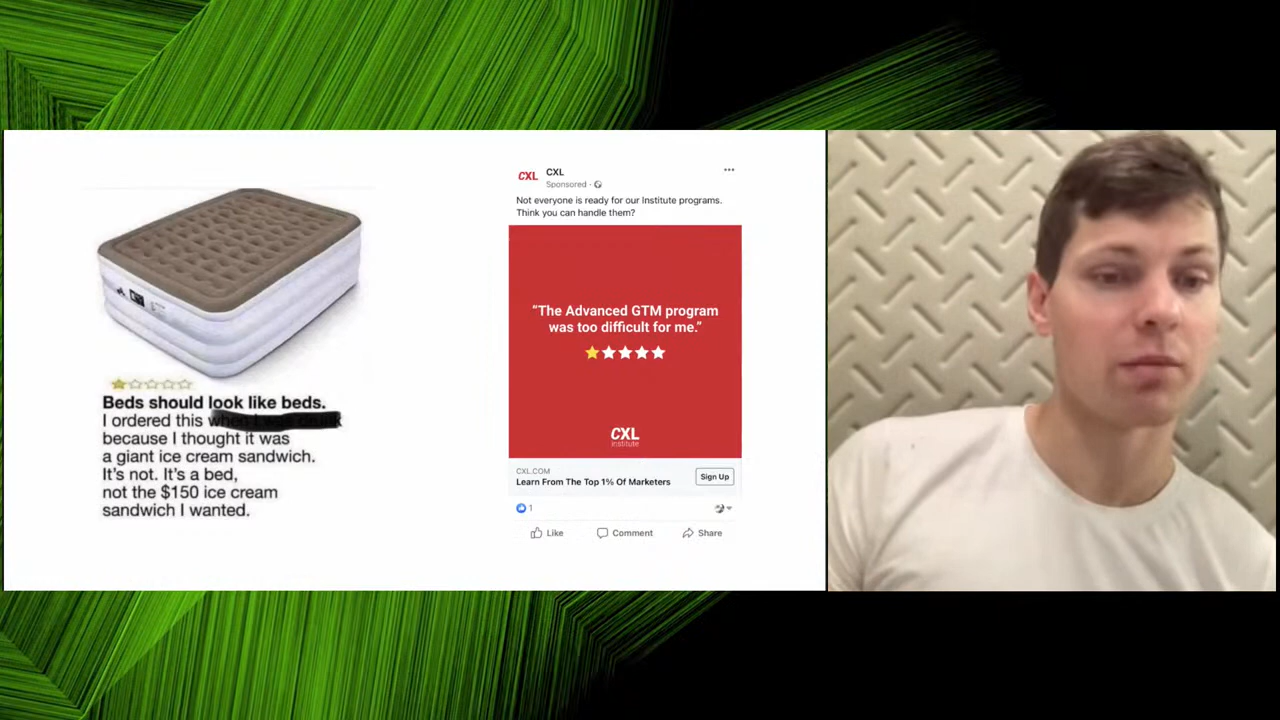 Beds should look like beds.
I ordered this
because I thought it was
a giant ice cream sandwich.
It's not. It's a bed,
not the $150 ice cream
sandwich I wanted.
CXL
CXL
Sponsored ·
Not everyone is ready for our Institute programs.
Think you can handle them?
“The Advanced GTM program
was too difficult for me.”
CXL
Institute
CXL.COM
Learn From The Top 1% Of Marketers
Sign Up
1
Like
Comment
Share